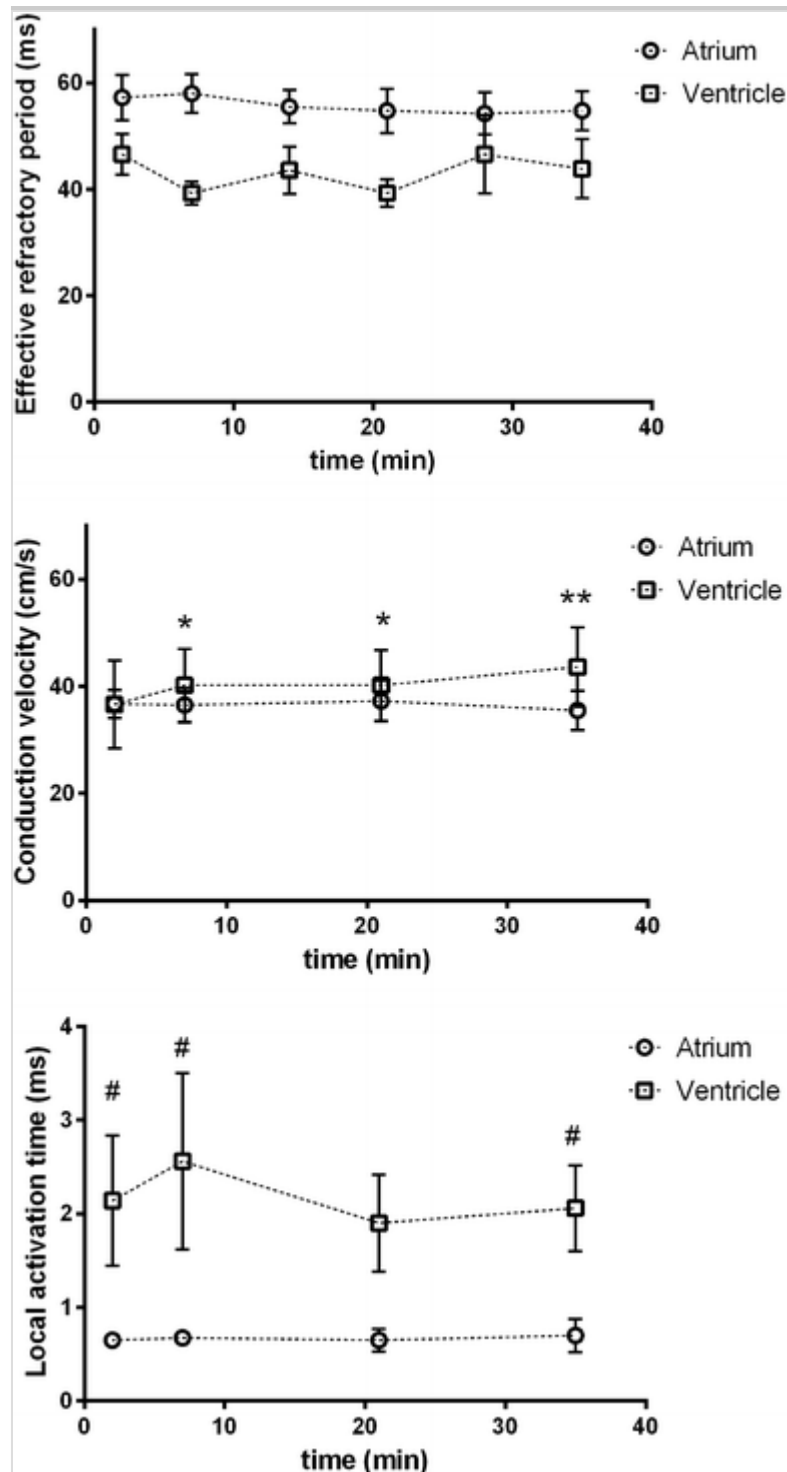 Effective refractory period (ms)
60
40
20
0
0 10 20 30 40
time (min)
Atrium
Ventricle
Conduction velocity (cm/s)
60
40
20
0
* * **
0 10 20 30 40
time (min)
Atrium
Ventricle
Local activation time (ms)
4
3
2
1
0
# # #
0 10 20 30 40
time (min)
Atrium
Ventricle